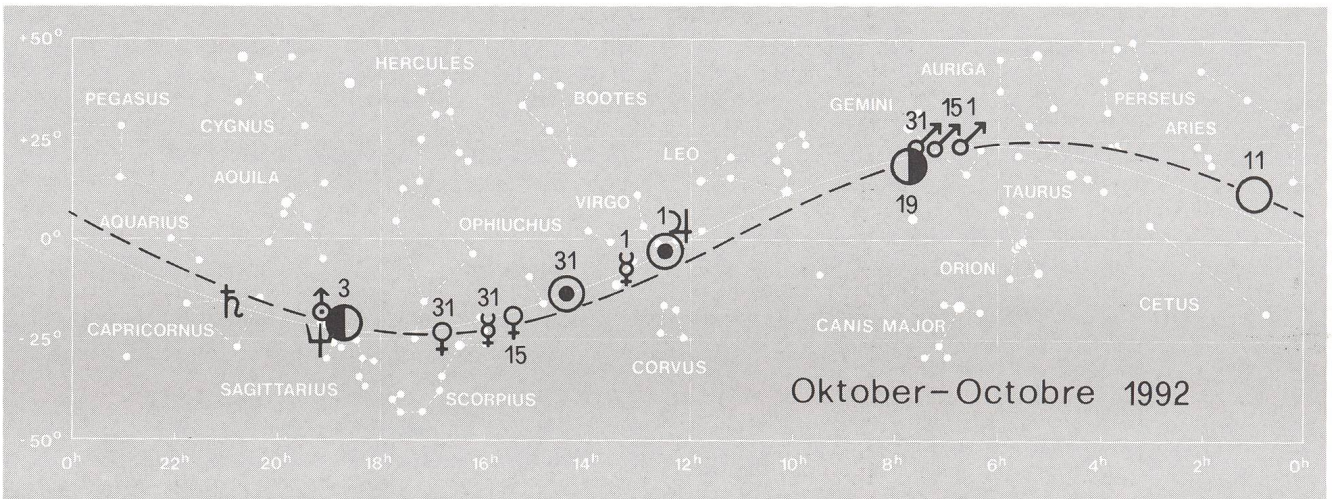 +50°
HERCULES
AURIGA
PEGASUS
BOOTES
GEMINI
31 15 1
PERSEUS
+25°
CYGNUS
ARIES
LEO
11
AQUILA
TAURUS
VIRGO
19
AQUARIUS
OPHIUCHUS
1
0°
1
31
ORION
3
31
31
CETUS
CAPRICORNUS
CANIS MAJOR
-25°
15
CORVUS
SAGITTARIUS
SCORPIUS
Oktober–Octobre 1992
-50°
0h 22h 20h 18h 16h 14h 12h 10h 8h 6h 4h 2h 0h